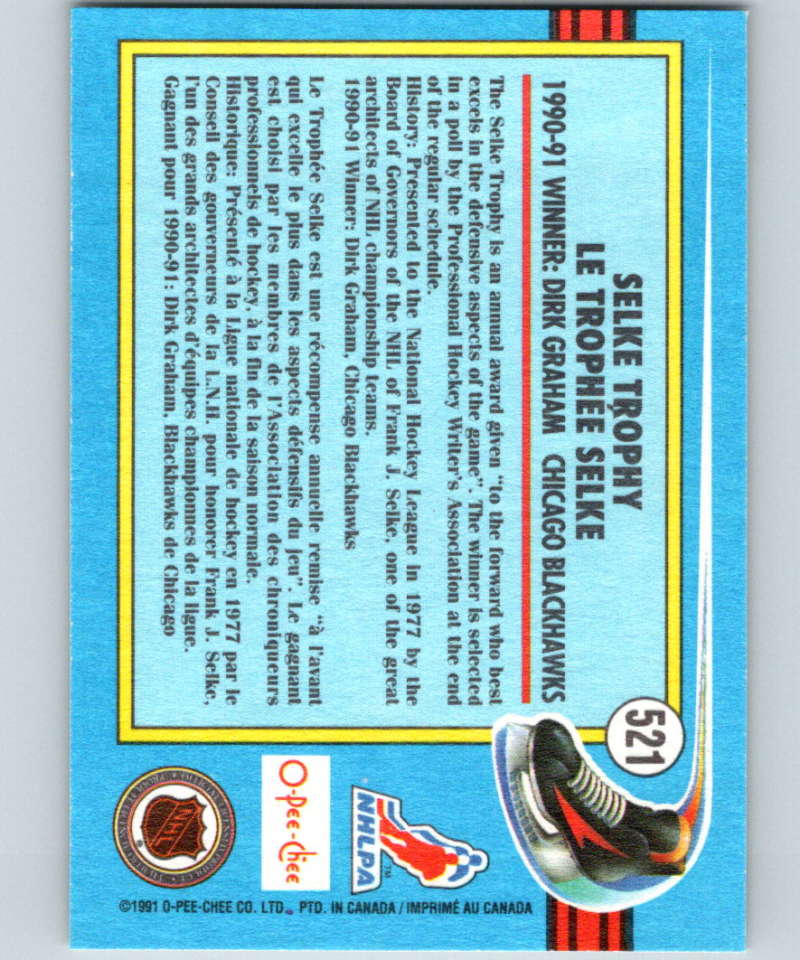 SELKE TROPHY
LE TROPHÉE SELKE
1990-91 WINNER: DIRK GRAHAM CHICAGO BLACKHAWKS
521
The Selke Trophy is an annual award given "to the forward who best
excels in the defensive aspects of the game". The winner is selected
in a poll by the Professional Hockey Writer's Association at the end
of the regular schedule.
History: Presented to the National Hockey League in 1977 by the
Board of Governors of the NHL of Frank J. Selke, one of the great
architects of NHL championship teams.
1990-91 Winner: Dirk Graham, Chicago Blackhawks
Le Trophée Selke est une récompense annuelle remise "à l'avant
qui excelle le plus dans les aspects défensifs du jeu". Le gagnant
est choisi par les membres de l'Association des chroniqueurs
professionnels de hockey, à la fin de la saison normale.
Historique: Présenté à la Ligue nationale de hockey en 1977 par le
Conseil des gouverneurs de la L.N.H. pour honorer Frank J. Selke,
l'un des grands architectes d'équipes championnes de la ligue.
Gagnant pour 1990-91: Dirk Graham, Blackhawks de Chicago
NHLPA
TM
O-Pee-Chee
NHL
©1991 O-PEE-CHEE CO. LTD. PTD. IN CANADA / IMPRIMÉ AU CANADA